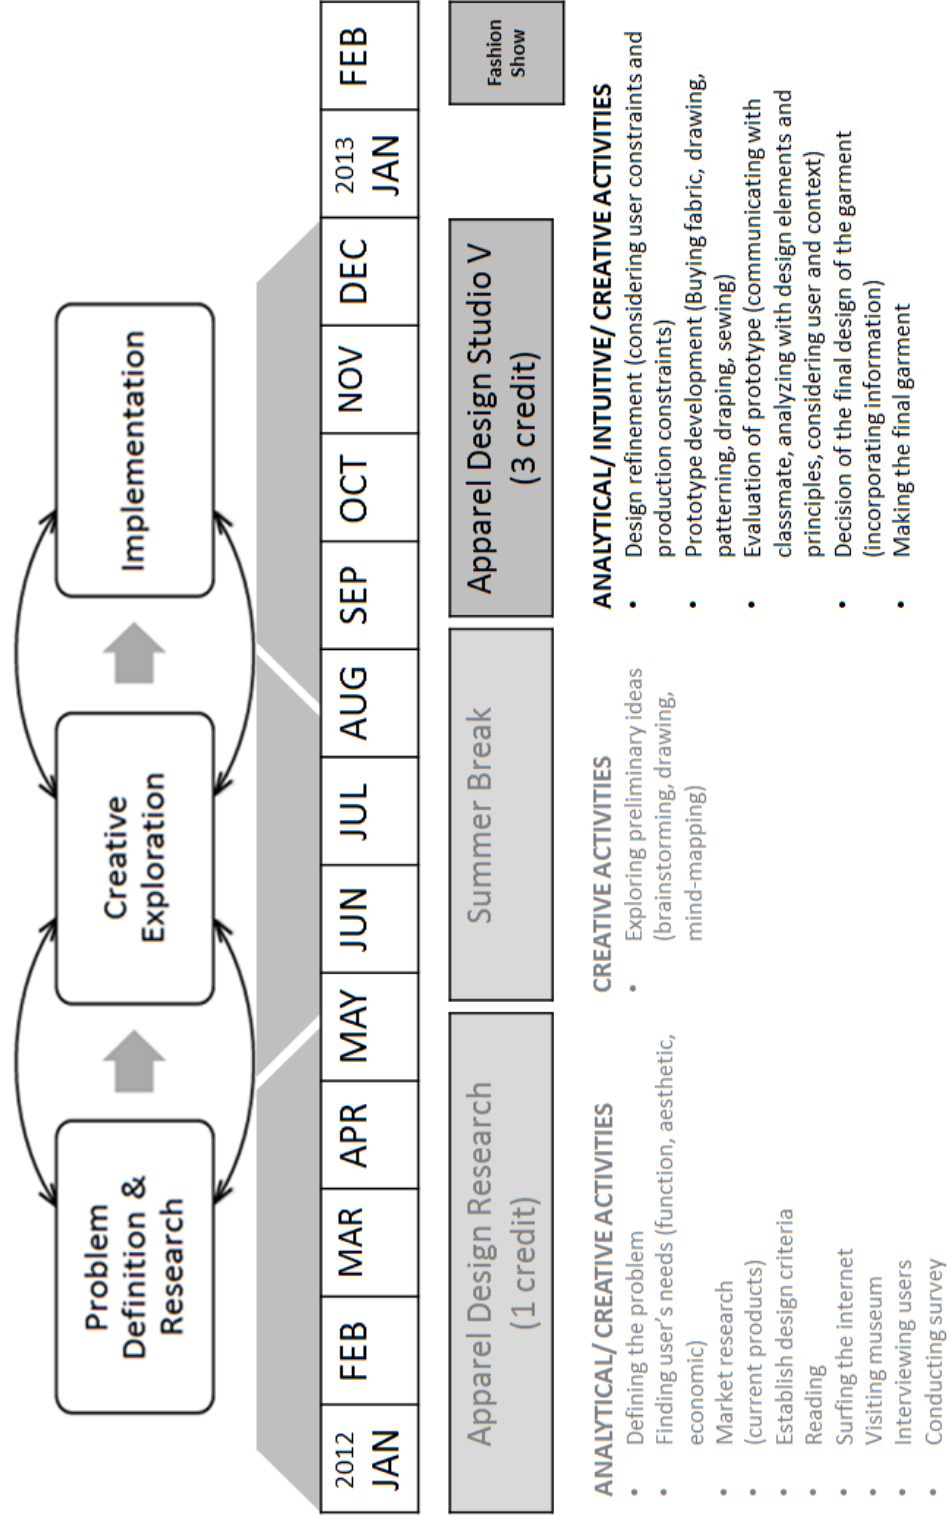 Problem
Definition &
Research
Creative
Exploration
Implementation
2012
JAN
FEB
MAR
APR
MAY
JUN
JUL
AUG
SEP
OCT
NOV
DEC
2013
JAN
FEB
Apparel Design Research
(1 credit)
Summer Break
Apparel Design Studio V
(3 credit)
Fashion
Show
ANALYTICAL/ CREATIVE ACTIVITIES
• Defining the problem
• Finding user's needs (function, aesthetic,
economic)
• Market research
(current products)
• Establish design criteria
• Reading
• Surfing the internet
• Visiting museum
• Interviewing users
• Conducting survey
CREATIVE ACTIVITIES
• Exploring preliminary ideas
(brainstorming, drawing,
mind-mapping)
ANALYTICAL/ INTUITIVE/ CREATIVE ACTIVITIES
• Design refinement (considering user constraints and
production constraints)
• Prototype development (Buying fabric, drawing,
patterning, draping, sewing)
• Evaluation of prototype (communicating with
classmate, analyzing with design elements and
principles, considering user and context)
• Decision of the final design of the garment
(incorporating information)
• Making the final garment